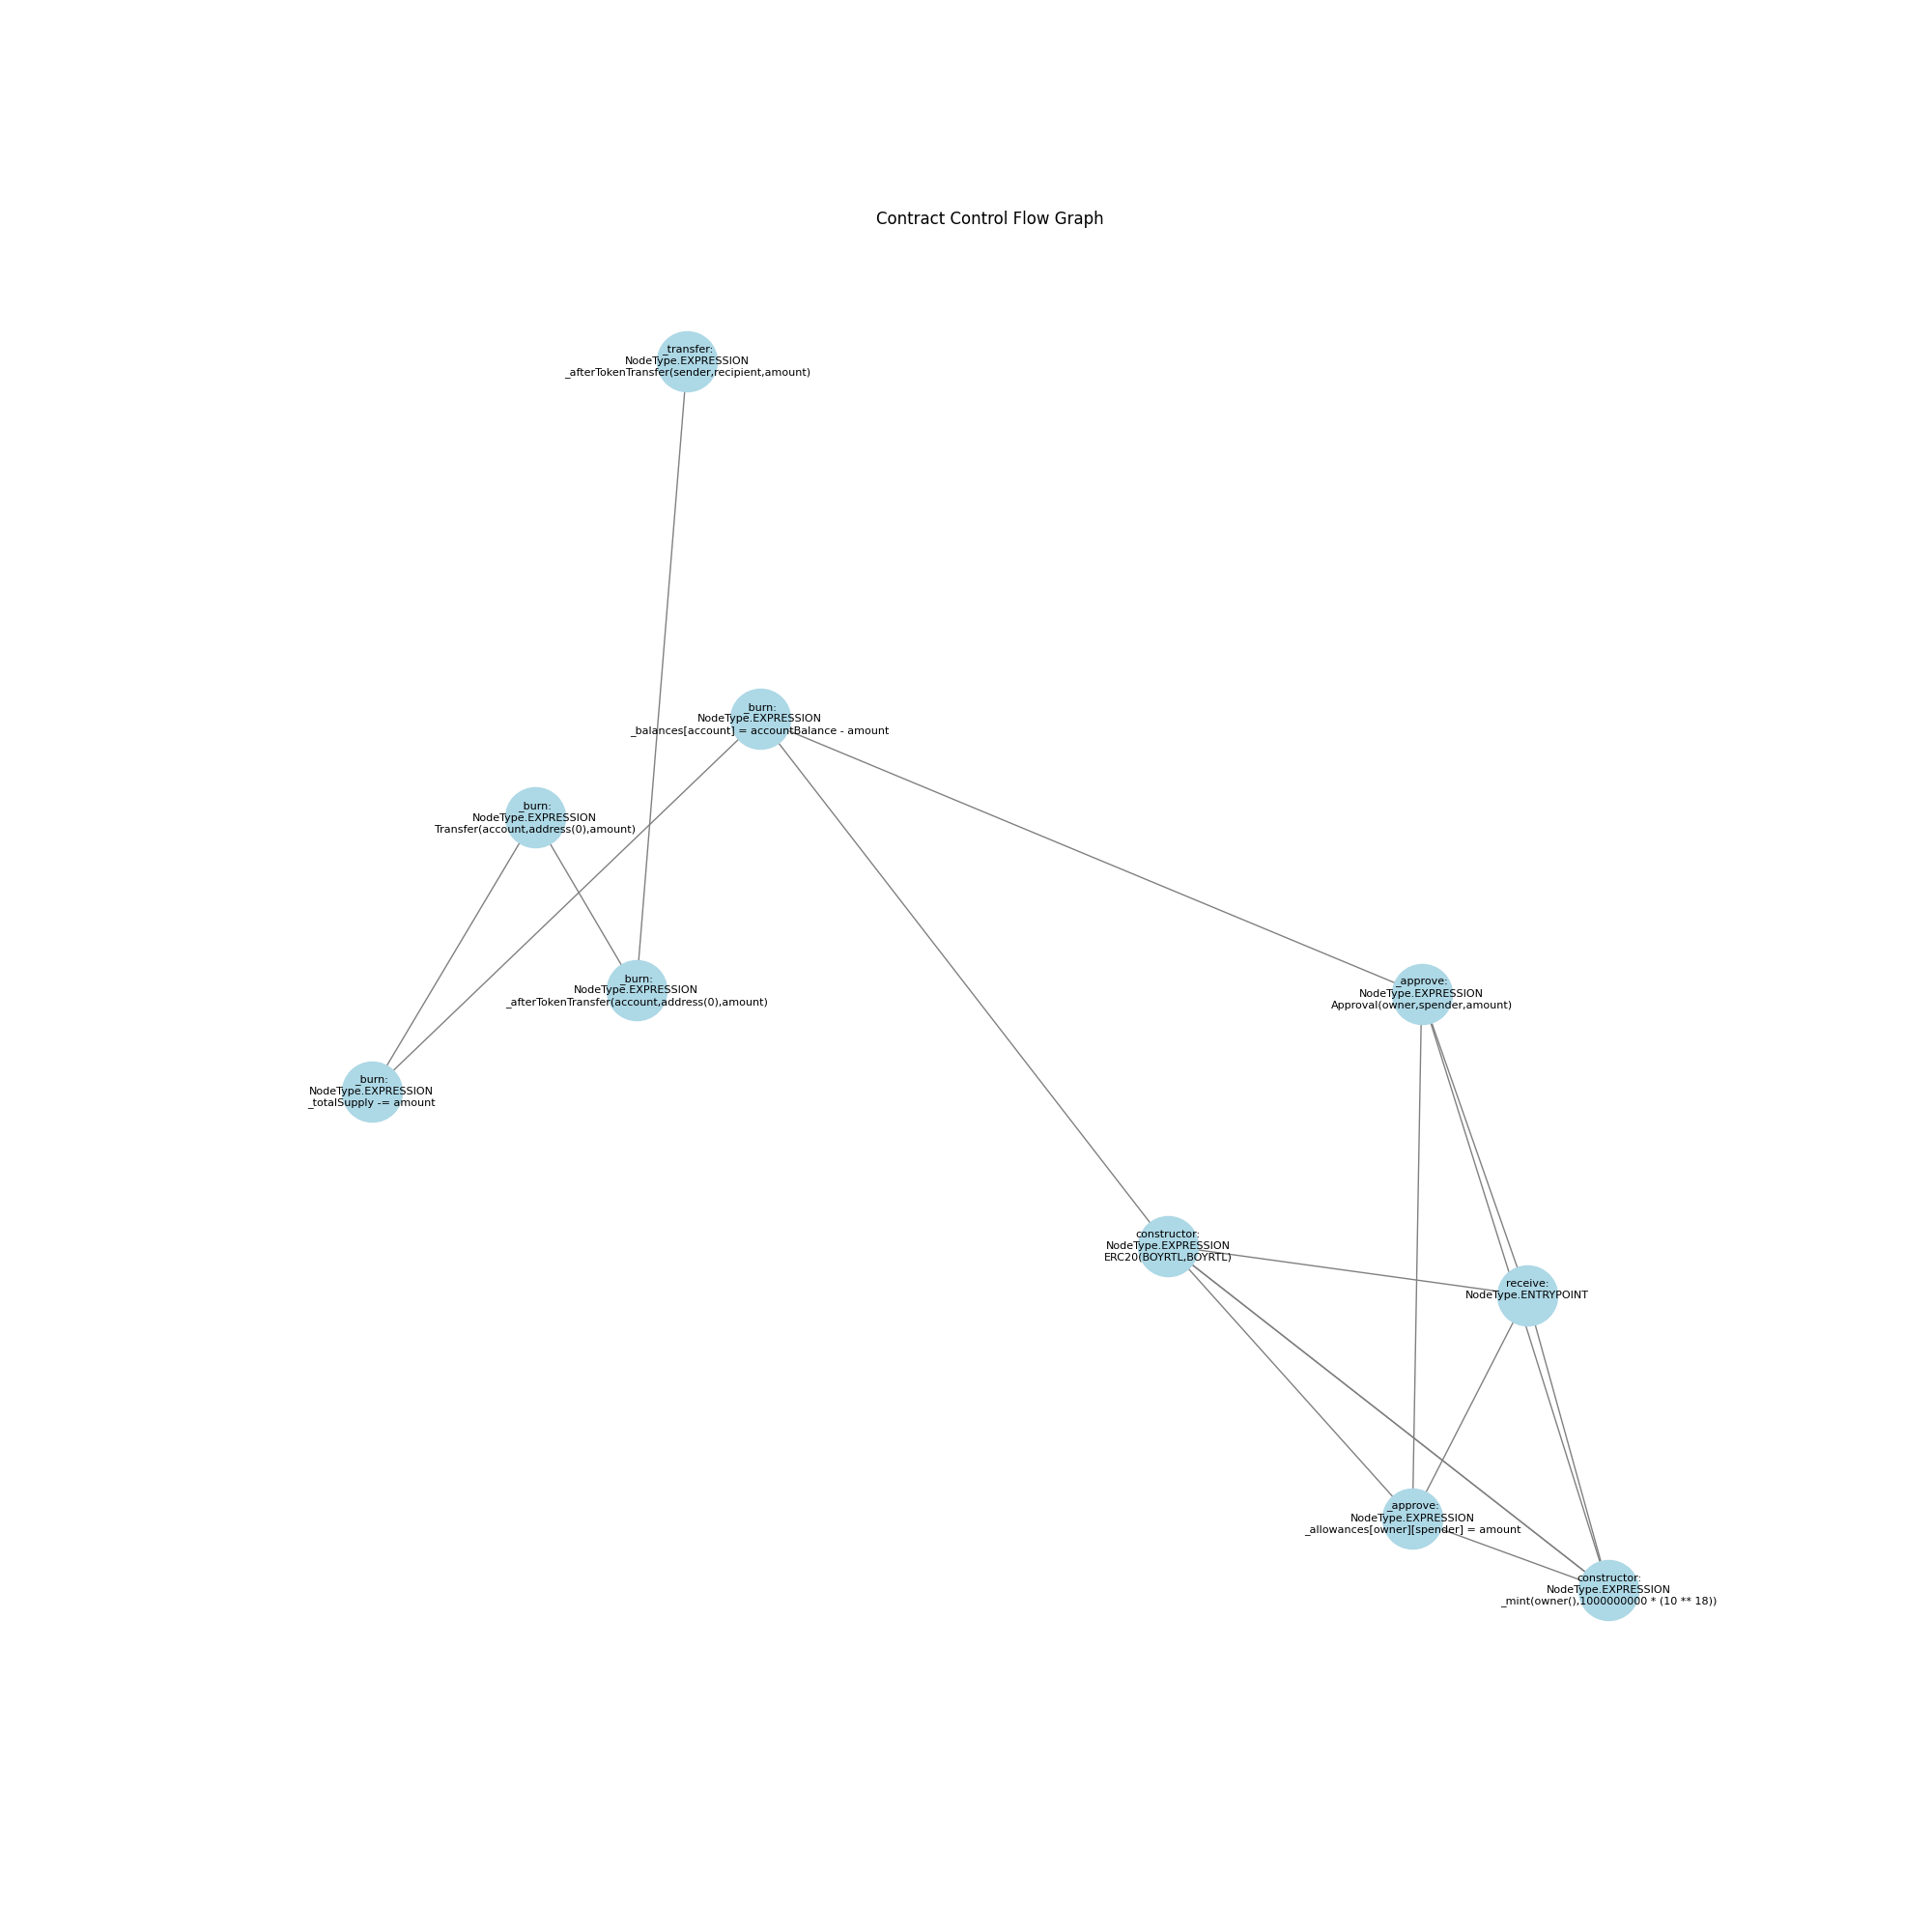 Contract Control Flow Graph
_transfer:
NodeType.EXPRESSION
_afterTokenTransfer(sender,recipient,amount)
_burn:
NodeType.EXPRESSION
_balances[account] = accountBalance - amount
_burn:
NodeType.EXPRESSION
Transfer(account,address(0),amount)
_burn:
NodeType.EXPRESSION
_afterTokenTransfer(account,address(0),amount)
_approve:
NodeType.EXPRESSION
Approval(owner,spender,amount)
_burn:
NodeType.EXPRESSION
_totalSupply -= amount
constructor:
NodeType.EXPRESSION
ERC20(BOYRTL,BOYRTL)
receive:
NodeType.ENTRYPOINT
_approve:
NodeType.EXPRESSION
_allowances[owner][spender] = amount
constructor:
NodeType.EXPRESSION
_mint(owner(),1000000000 * (10 ** 18))